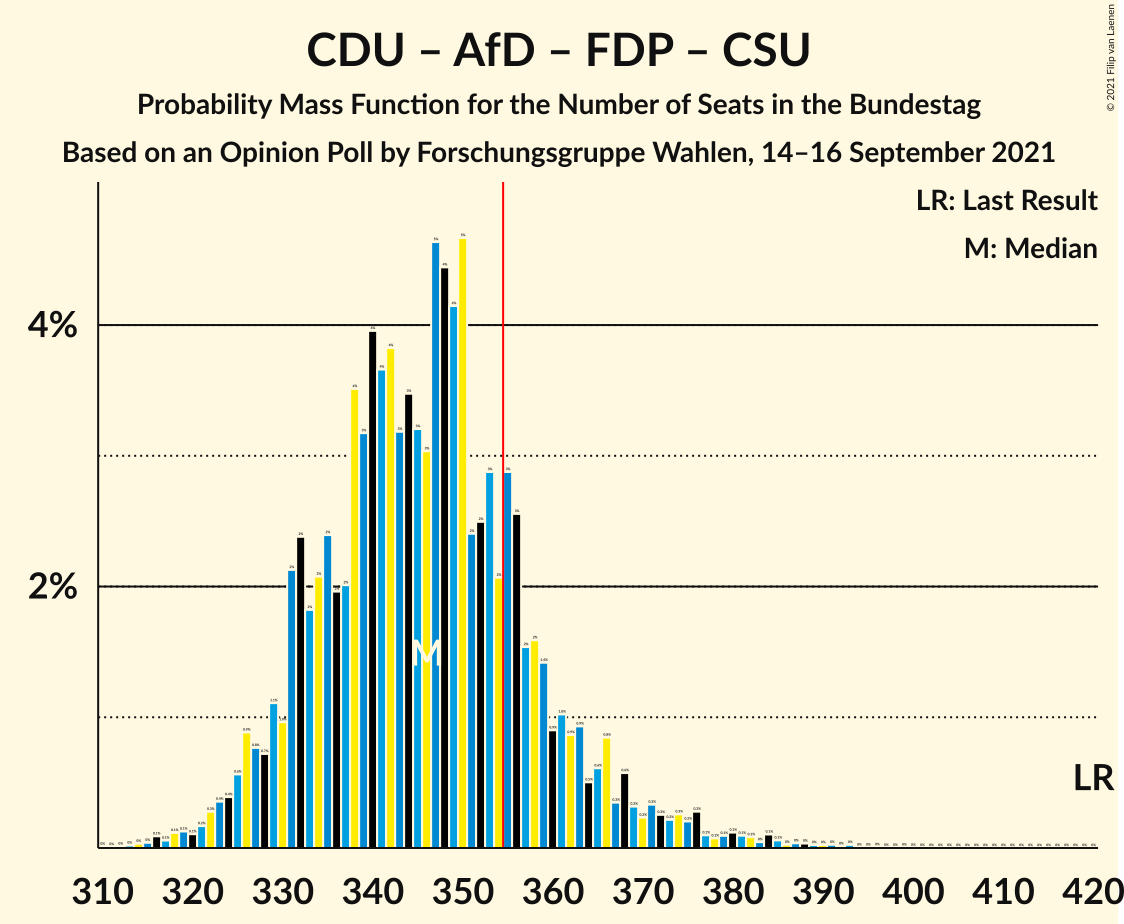 CDU – AfD – FDP – CSU
Probability Mass Function for the Number of Seats in the Bundestag
Based on an Opinion Poll by Forschungsgruppe Wahlen, 14–16 September 2021
© 2021 Filip van Laenen
LR: Last Result
M: Median
4%
2%
M
LR
310 320 330 340 350 360 370 380 390 400 410 420